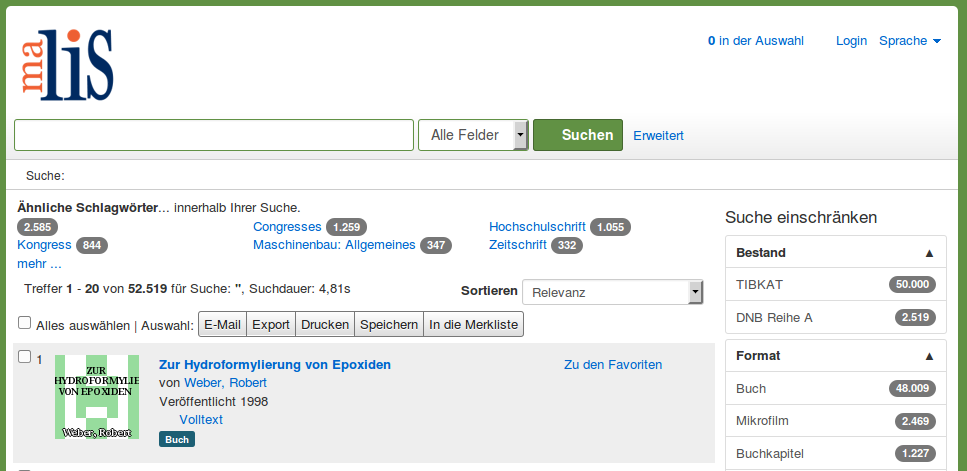 malis
0 in der Auswahl Login Sprache
Alle Felder Suchen Erweitert
Suche:
Ähnliche Schlagwörter... innerhalb Ihrer Suche.
2.585 Congresses 1.259 Hochschulschrift 1.055
Kongress 844 Maschinenbau: Allgemeines 347 Zeitschrift 332
mehr ...
Treffer 1 - 20 von 52.519 für Suche: '', Suchdauer: 4,81s
Sortieren Relevanz
Alles auswählen | Auswahl: E-Mail Export Drucken Speichern In die Merkliste
1
ZUR
HYDROFORMYLIE
VON EPOXIDEN
Weber, Robert
Zur Hydroformylierung von Epoxiden Zu den Favoriten
von Weber, Robert
Veröffentlicht 1998
Volltext
Buch
Suche einschränken
Bestand ▲
TIBKAT 50.000
DNB Reihe A 2.519
Format ▲
Buch 48.009
Mikrofilm 2.469
Buchkapitel 1.227